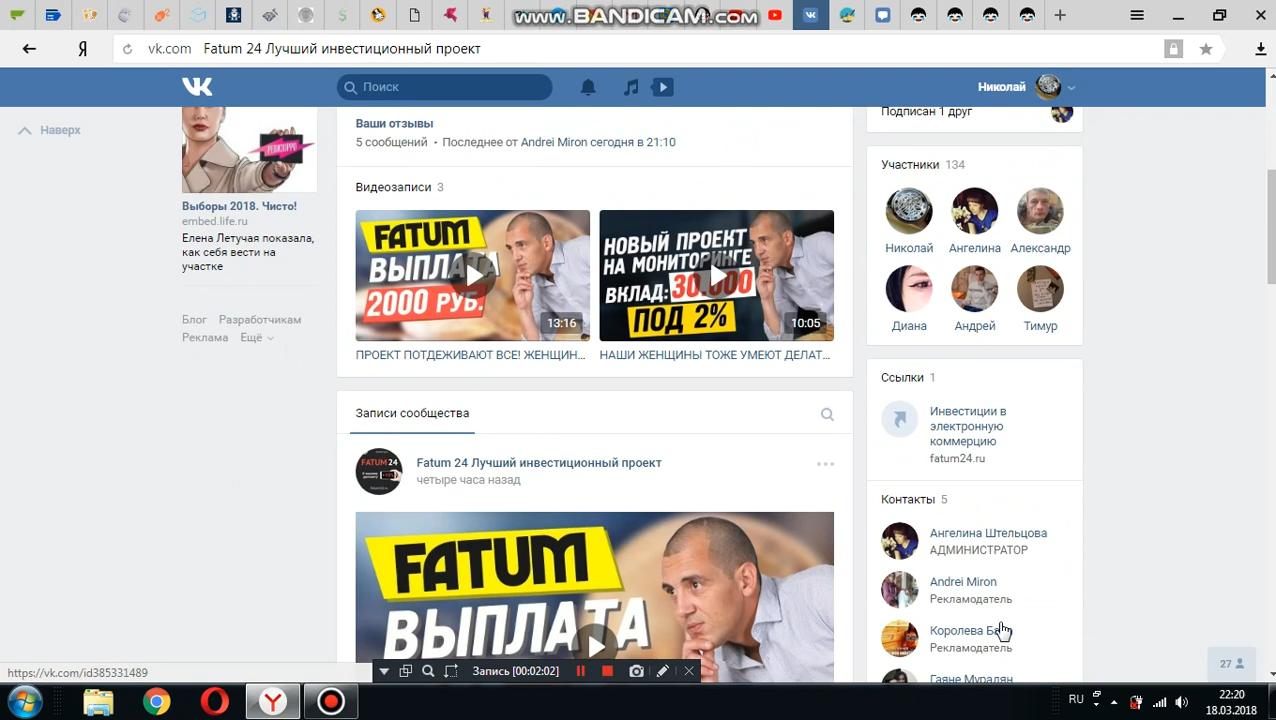 www.BANDICAM.com
vk.com Fatum 24 Лучший инвестиционный проект
Поиск
Николай
Наверх
РЕВИЗОРРО
Выборы 2018. Чисто!
embed.life.ru
Елена Летучая показала,
как себя вести на
участке
Блог Разработчикам
Реклама Ещё
Ваши отзывы
5 сообщений • Последнее от Andrei Miron сегодня в 21:10
Видеозаписи 3
FATUM
ВЫПЛАТА
2000 РУБ.
13:16
ПРОЕКТ ПОТДЕЖИВАЮТ ВСЕ! ЖЕНЩИН...
НОВЫЙ ПРОЕКТ
НА МОНИТОРИНГЕ
ВКЛАД: 30.000
ПОД 2%
10:05
НАШИ ЖЕНЩИНЫ ТОЖЕ УМЕЮТ ДЕЛАТ...
Записи сообщества
FATUM24
Fatum 24 Лучший инвестиционный проект
четыре часа назад
FATUM
ВЫПЛАТА
Подписан 1 друг
Участники 134
Николай Ангелина Александр
Диана Андрей Тимур
Ссылки 1
Инвестиции в
электронную
коммерцию
fatum24.ru
Контакты 5
Ангелина Штельцова
АДМИНИСТРАТОР
Andrei Miron
Рекламодатель
Королева
Рекламодатель
Гаяне Мурадян
27
https://vk.com/id385331489
Запись [00:02:02]
RU
22:20
18.03.2018